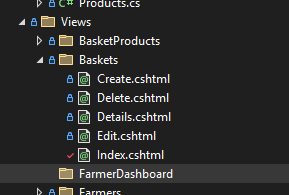 Products.cs
Views
BasketProducts
Baskets
Create.cshtml
Delete.cshtml
Details.cshtml
Edit.cshtml
Index.cshtml
FarmerDashboard
Farmers